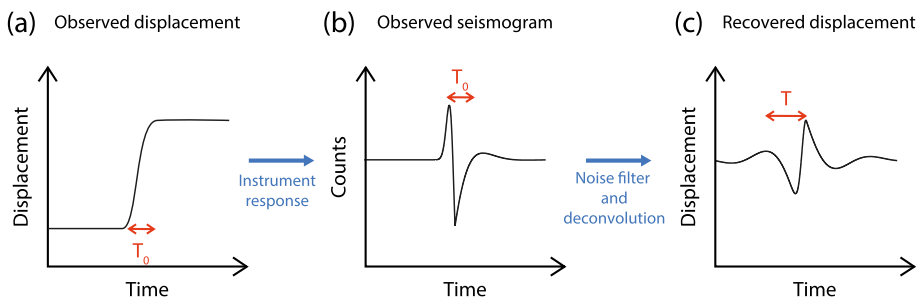 (a) Observed displacement
Displacement
T₀
Time
Instrument
response
(b) Observed seismogram
Counts
T₀
Time
Noise filter
and
deconvolution
(c) Recovered displacement
Displacement
T
Time